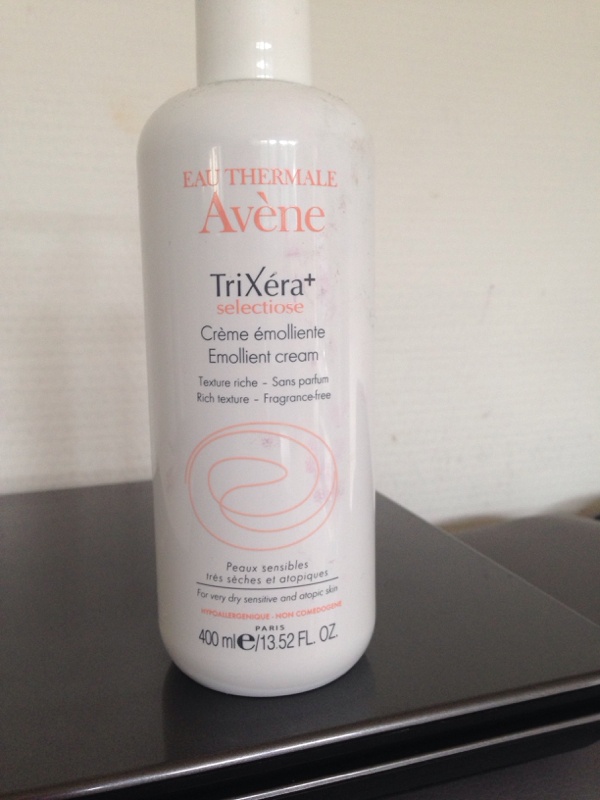 EAU THERMALE
Avène
TriXéra+
selectiose
Crème émolliente
Emollient cream
Texture riche – Sans parfum
Rich texture – Fragrance-free
Peaux sensibles
très sèches et atopiques
For very dry sensitive and atopic skin
HYPOALLERGENIQUE - NON COMEDOGENE
PARIS
400 ml e/13.52 FL. OZ.